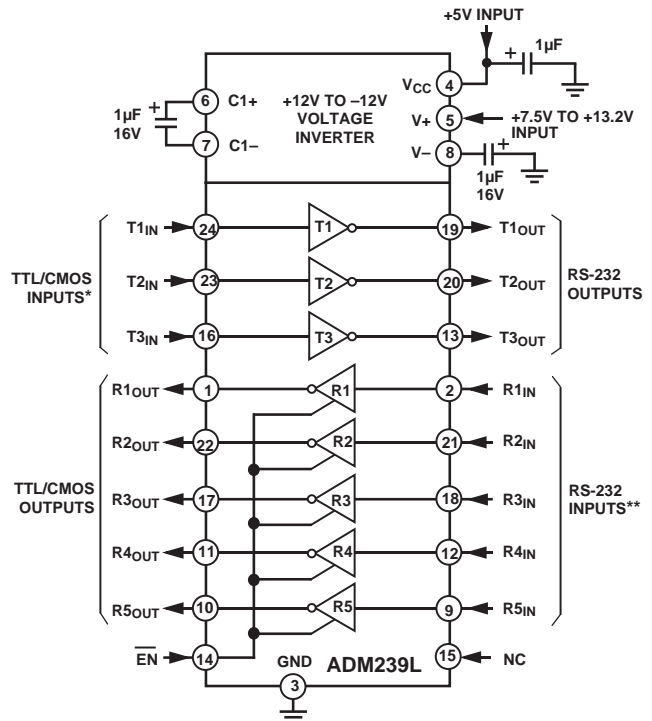 +5V INPUT
1µF
+
VCC 4
6 C1+
+12V TO –12V
VOLTAGE
INVERTER
1µF +
16V
V+ 5 +7.5V TO +13.2V
INPUT
7 C1–
V– 8 +
1µF
16V
TTL/CMOS
INPUTS*
T1IN 24 T1 19 T1OUT
T2IN 23 T2 20 T2OUT
T3IN 16 T3 13 T3OUT
RS-232
OUTPUTS
TTL/CMOS
OUTPUTS
R1OUT 1 R1 2 R1IN
R2OUT 22 R2 21 R2IN
R3OUT 17 R3 18 R3IN
R4OUT 11 R4 12 R4IN
R5OUT 10 R5 9 R5IN
RS-232
INPUTS**
EN 14 GND ADM239L 15 NC
3